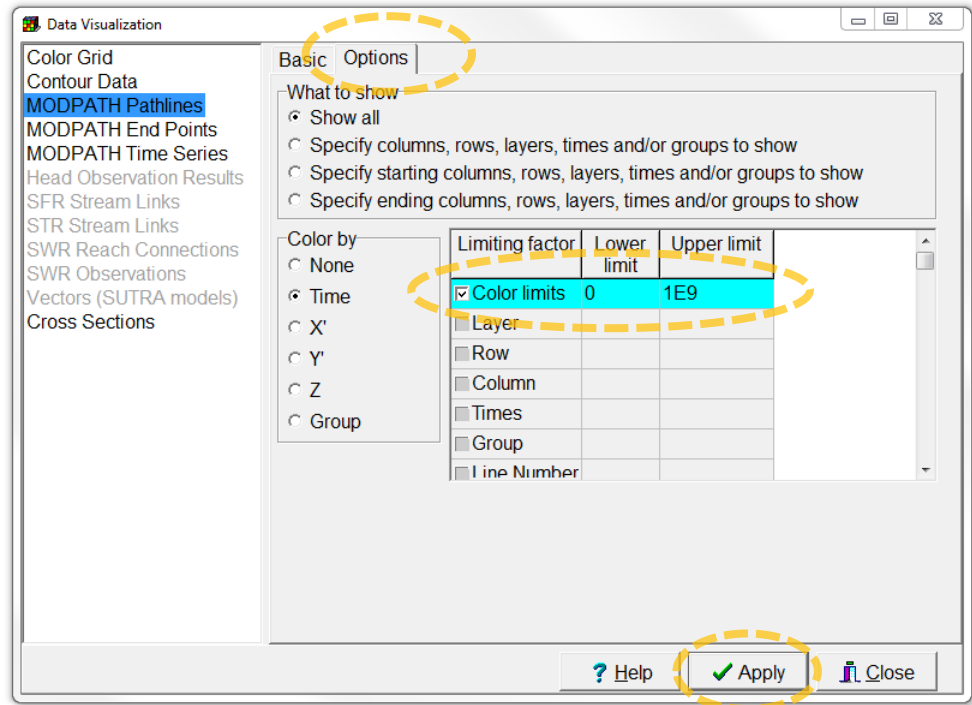 Data Visualization
Color Grid
Contour Data
MODPATH Pathlines
MODPATH End Points
MODPATH Time Series
Head Observation Results
SFR Stream Links
STR Stream Links
SWR Reach Connections
SWR Observations
Vectors (SUTRA models)
Cross Sections
Basic Options
What to show
Show all
Specify columns, rows, layers, times and/or groups to show
Specify starting columns, rows, layers, times and/or groups to show
Specify ending columns, rows, layers, times and/or groups to show
Color by
None
Time
X'
Y'
Z
Group
Limiting factor Lower limit Upper limit
Color limits 0 1E9
Layer
Row
Column
Times
Group
Line Number
? Help Apply Close